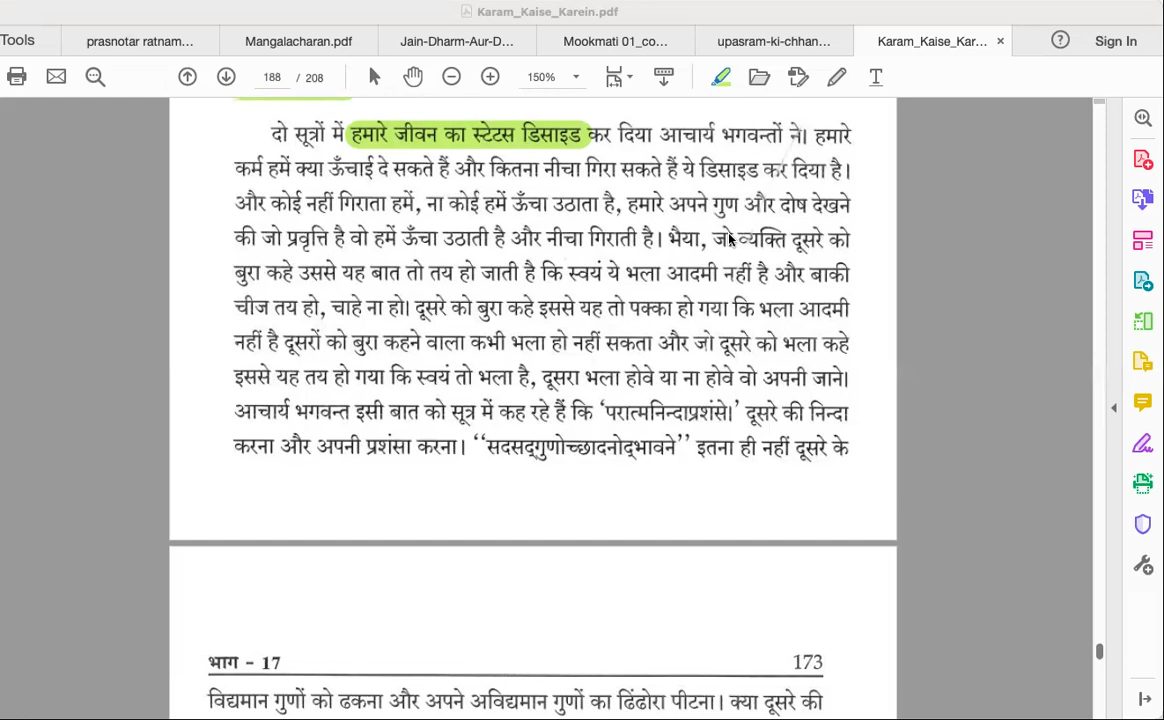 Karam_Kaise_Karein.pdf
Tools prasnotar ratnam... Mangalacharan.pdf Jain-Dharm-Aur-D... Mookmati 01_co... upasram-ki-chhan... Karam_Kaise_Kar... × Sign In
188 / 208 150%
दो सूत्रों में हमारे जीवन का स्टेटस डिसाइड कर दिया आचार्य भगवन्तों ने। हमारे
कर्म हमें क्या ऊँचाई दे सकते हैं और कितना नीचा गिरा सकते हैं ये डिसाइड कर दिया है।
और कोई नहीं गिराता हमें, ना कोई हमें ऊँचा उठाता है, हमारे अपने गुण और दोष देखने
की जो प्रवृत्ति है वो हमें ऊँचा उठाती है और नीचा गिराती है। भैया, जो व्यक्ति दूसरे को
बुरा कहे उससे यह बात तो तय हो जाती है कि स्वयं ये भला आदमी नहीं है और बाकी
चीज तय हो, चाहे ना हो। दूसरे को बुरा कहे इससे यह तो पक्का हो गया कि भला आदमी
नहीं है दूसरों को बुरा कहने वाला कभी भला हो नहीं सकता और जो दूसरे को भला कहे
इससे यह तय हो गया कि स्वयं तो भला है, दूसरा भला होवे या ना होवे वो अपनी जाने।
आचार्य भगवन्त इसी बात को सूत्र में कह रहे हैं कि ‘परात्मनिन्दाप्रशंसे।’ दूसरे की निन्दा
करना और अपनी प्रशंसा करना। ‘‘सदसद्‌गुणोच्छादनोद्‌भावने’’ इतना ही नहीं दूसरे के
भाग - 17 173
विद्यमान गुणों को ढकना और अपने अविद्यमान गुणों का ढिंढोरा पीटना। क्या दूसरे की